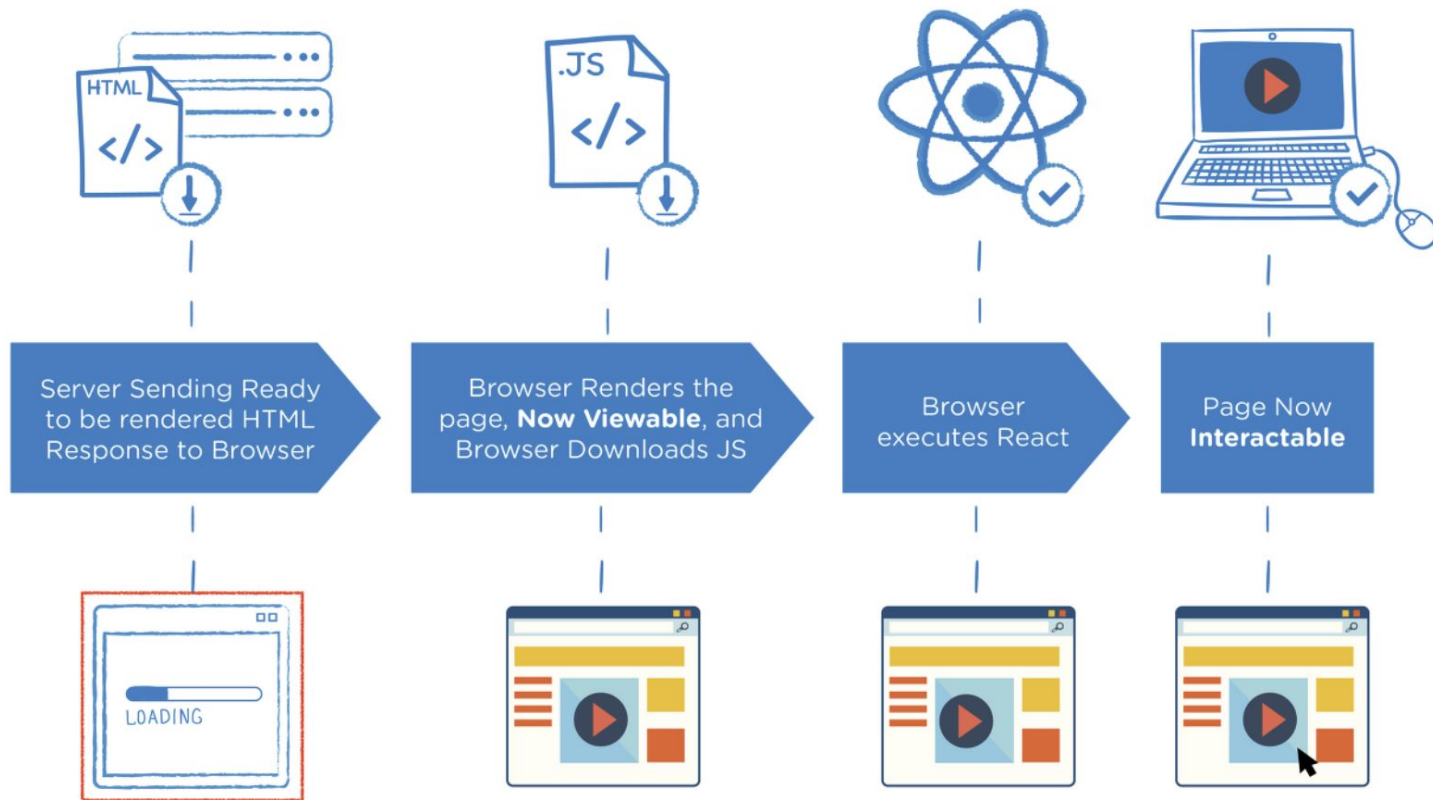 HTML
.JS
Server Sending Ready
to be rendered HTML
Response to Browser
Browser Renders the
page, Now Viewable, and
Browser Downloads JS
Browser
executes React
Page Now
Interactable
LOADING